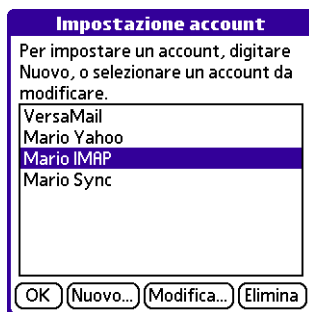 Impostazione account
Per impostare un account, digitare
Nuovo, o selezionare un account da
modificare.
VersaMail
Mario Yahoo
Mario IMAP
Mario Sync
OK Nuovo... Modifica... Elimina